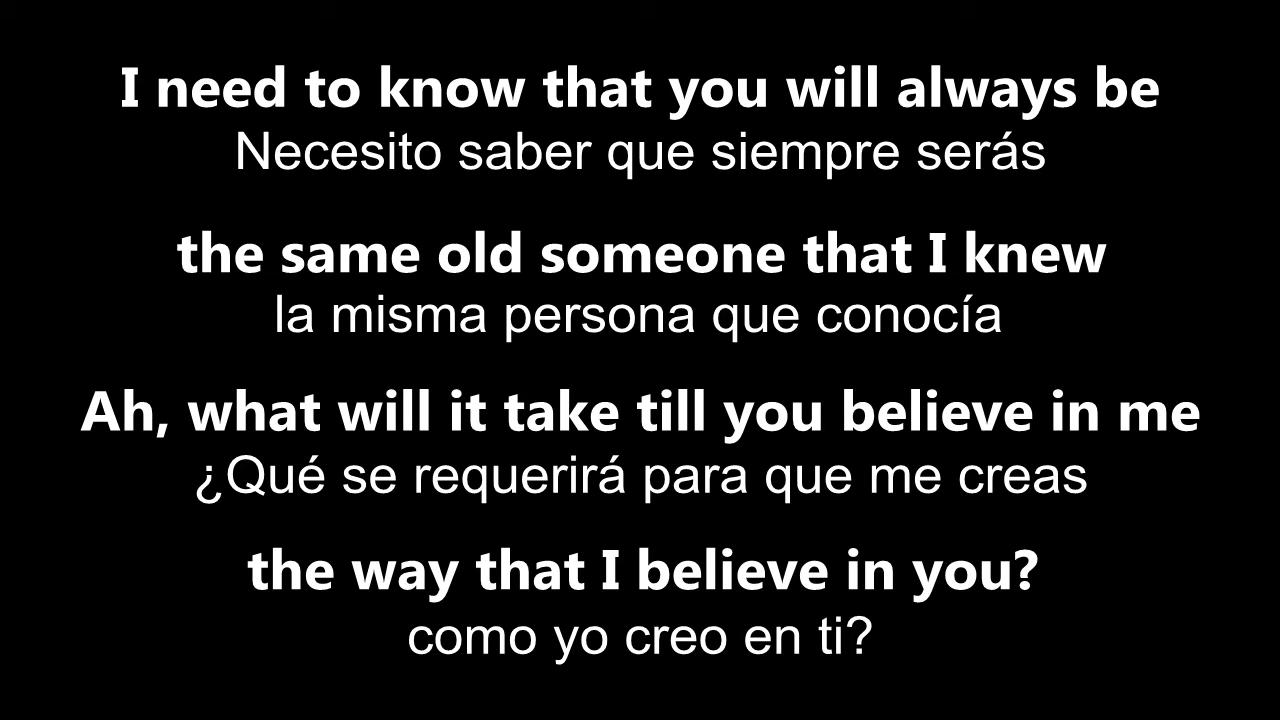 I need to know that you will always be
Necesito saber que siempre serás
the same old someone that I knew
la misma persona que conocía
Ah, what will it take till you believe in me
¿Qué se requerirá para que me creas
the way that I believe in you?
como yo creo en ti?